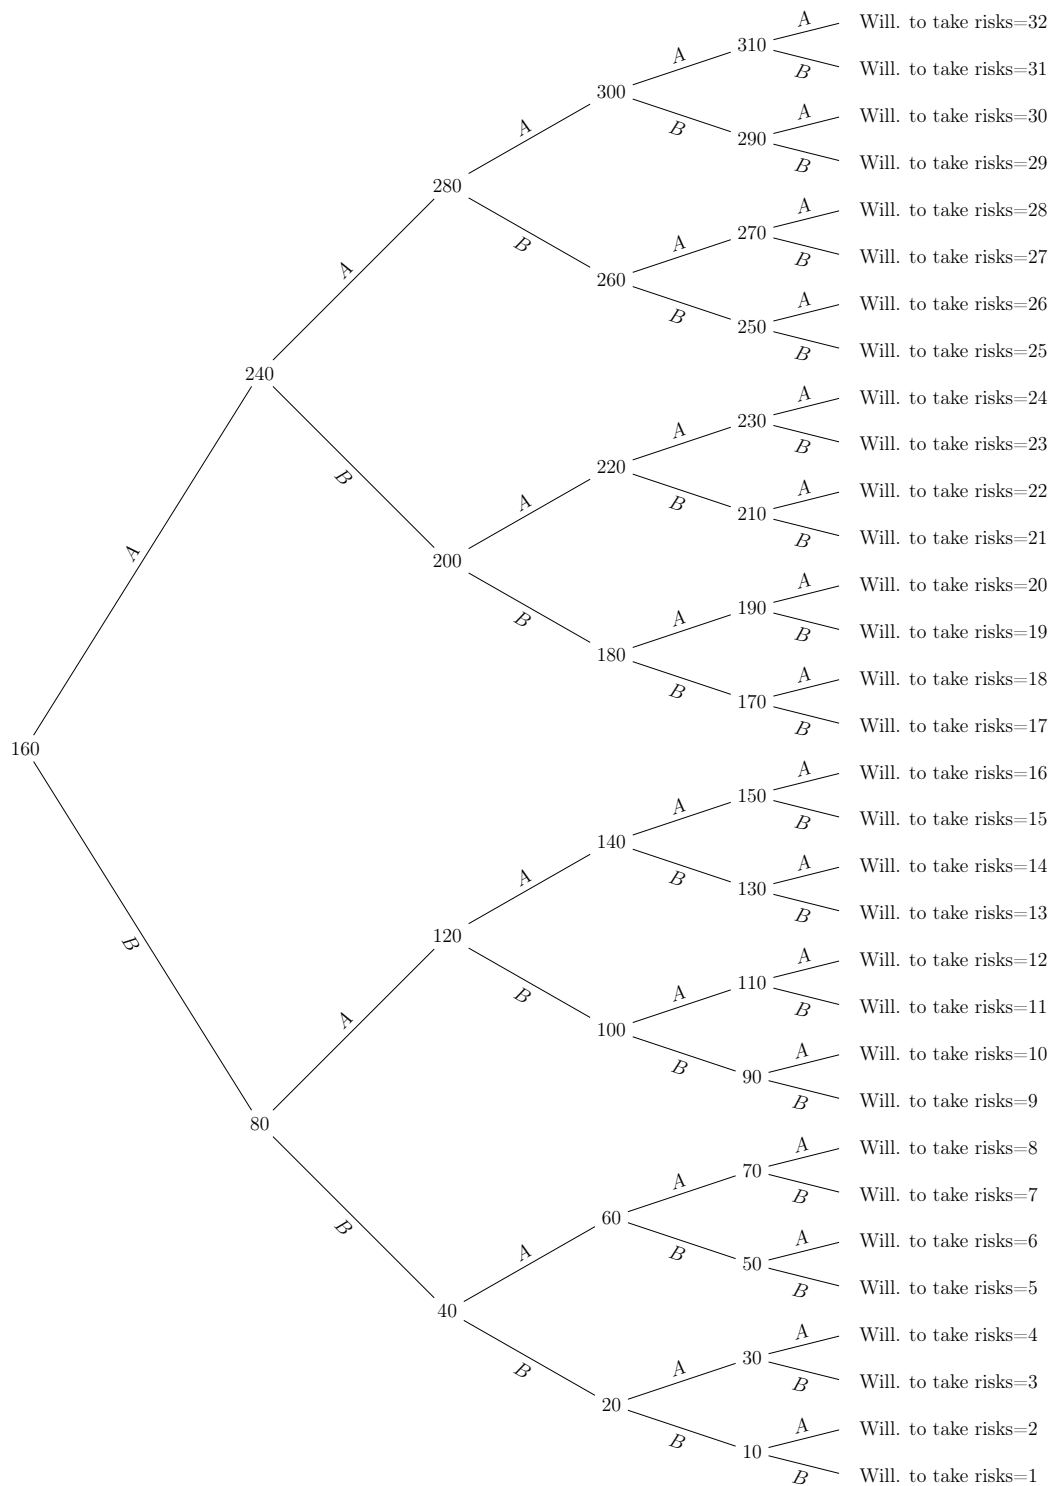 A
Will. to take risks=32
310
A
B
Will. to take risks=31
300
A
Will. to take risks=30
A
B
290
B
Will. to take risks=29
280
A
Will. to take risks=28
270
B
A
B
Will. to take risks=27
A
260
A
Will. to take risks=26
B
250
B
Will. to take risks=25
240
A
Will. to take risks=24
230
A
B
Will. to take risks=23
220
B
A
Will. to take risks=22
A
B
210
B
Will. to take risks=21
A
200
A
Will. to take risks=20
190
B
A
B
Will. to take risks=19
180
A
Will. to take risks=18
B
170
B
Will. to take risks=17
160
A
Will. to take risks=16
150
A
B
Will. to take risks=15
140
A
Will. to take risks=14
A
B
130
B
Will. to take risks=13
120
B
A
Will. to take risks=12
110
B
A
B
Will. to take risks=11
A
100
A
Will. to take risks=10
B
90
B
Will. to take risks=9
80
A
Will. to take risks=8
70
A
B
Will. to take risks=7
60
B
A
Will. to take risks=6
A
B
50
B
Will. to take risks=5
40
A
Will. to take risks=4
30
B
A
B
Will. to take risks=3
20
A
Will. to take risks=2
B
10
B
Will. to take risks=1